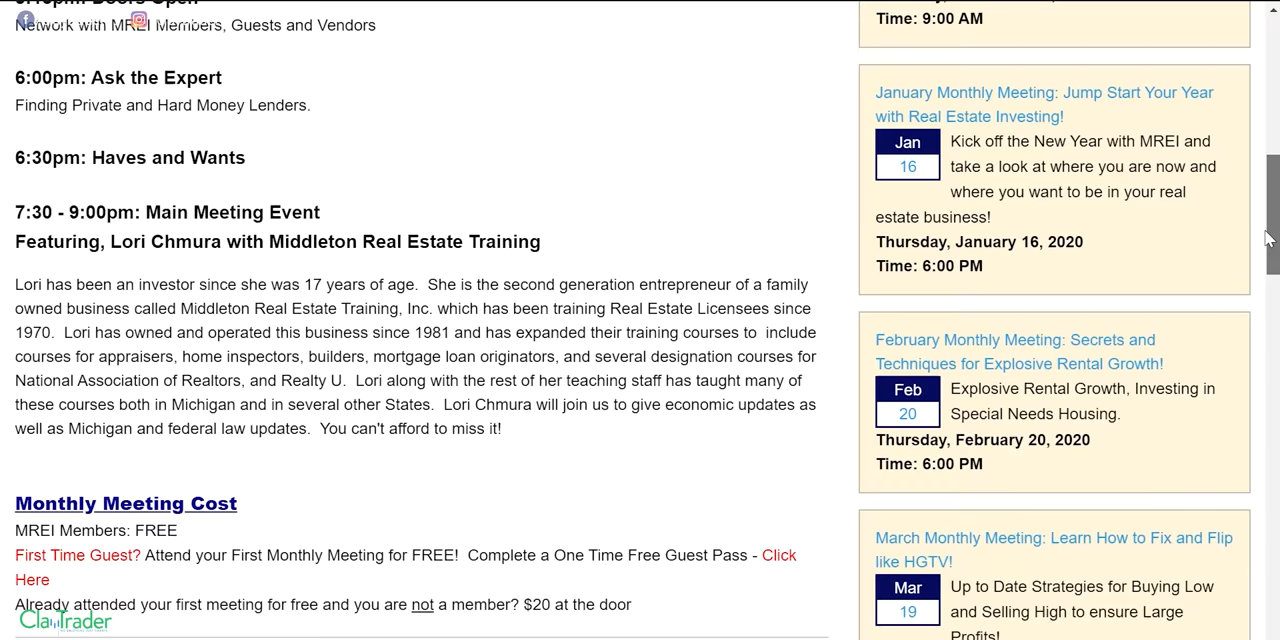 Network with MREI Members, Guests and Vendors
6:00pm: Ask the Expert
Finding Private and Hard Money Lenders.
6:30pm: Haves and Wants
7:30 - 9:00pm: Main Meeting Event
Featuring, Lori Chmura with Middleton Real Estate Training
Lori has been an investor since she was 17 years of age.  She is the second generation entrepreneur of a family
owned business called Middleton Real Estate Training, Inc. which has been training Real Estate Licensees since
1970.  Lori has owned and operated this business since 1981 and has expanded their training courses to  include
courses for appraisers, home inspectors, builders, mortgage loan originators, and several designation courses for
National Association of Realtors, and Realty U.  Lori along with the rest of her teaching staff has taught many of
these courses both in Michigan and in several other States.  Lori Chmura will join us to give economic updates as
well as Michigan and federal law updates.  You can't afford to miss it!
Monthly Meeting Cost
MREI Members: FREE
First Time Guest? Attend your First Monthly Meeting for FREE!  Complete a One Time Free Guest Pass - Click
Here
Already attended your first meeting for free and you are not a member? $20 at the door
ClayTrader
Time: 9:00 AM
January Monthly Meeting: Jump Start Your Year
with Real Estate Investing!
Jan
16
Kick off the New Year with MREI and
take a look at where you are now and
where you want to be in your real
estate business!
Thursday, January 16, 2020
Time: 6:00 PM
February Monthly Meeting: Secrets and
Techniques for Explosive Rental Growth!
Feb
20
Explosive Rental Growth, Investing in
Special Needs Housing.
Thursday, February 20, 2020
Time: 6:00 PM
March Monthly Meeting: Learn How to Fix and Flip
like HGTV!
Mar
19
Up to Date Strategies for Buying Low
and Selling High to ensure Large
Profits!